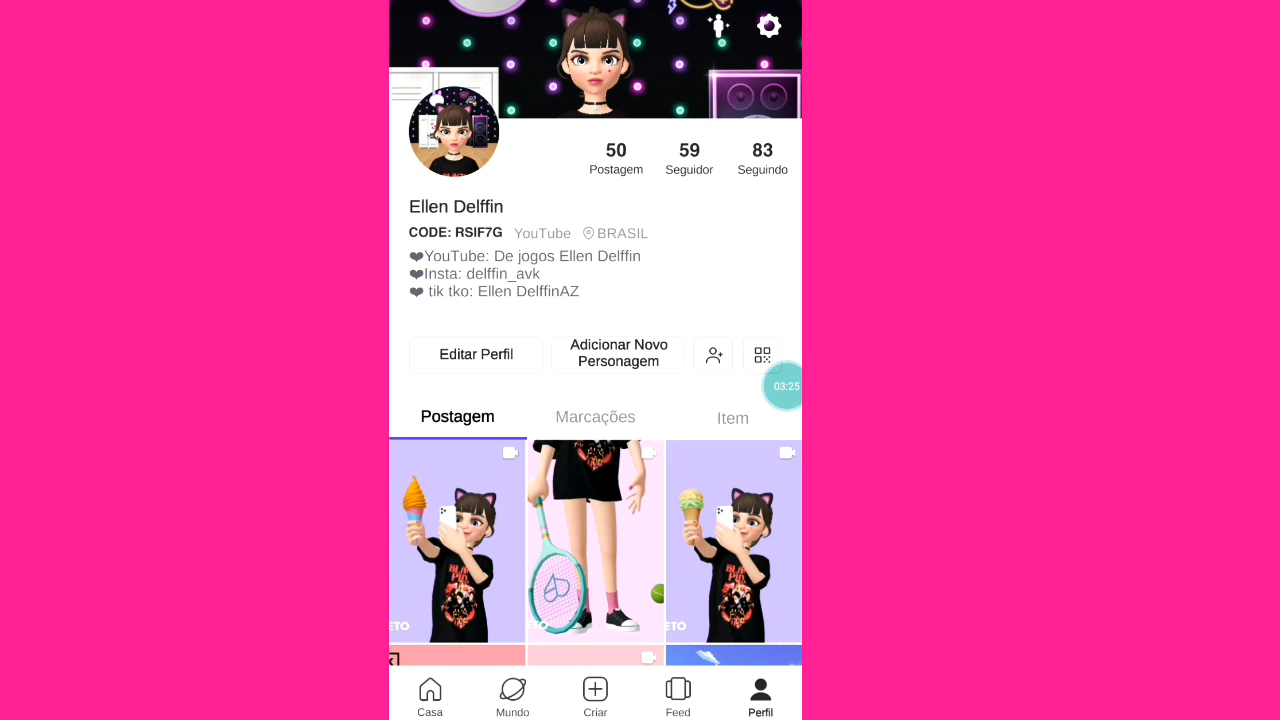 50 59 83
Postagem Seguidor Seguindo
Ellen Delffin
CODE: RSIF7G YouTube BRASIL
❤YouTube: De jogos Ellen Delffin
❤Insta: delffin_avk
❤ tik tko: Ellen DelffinAZ
Editar Perfil
Adicionar Novo
Personagem
03:25
Postagem Marcações Item
ETO
ETO
Casa Mundo Criar Feed Perfil